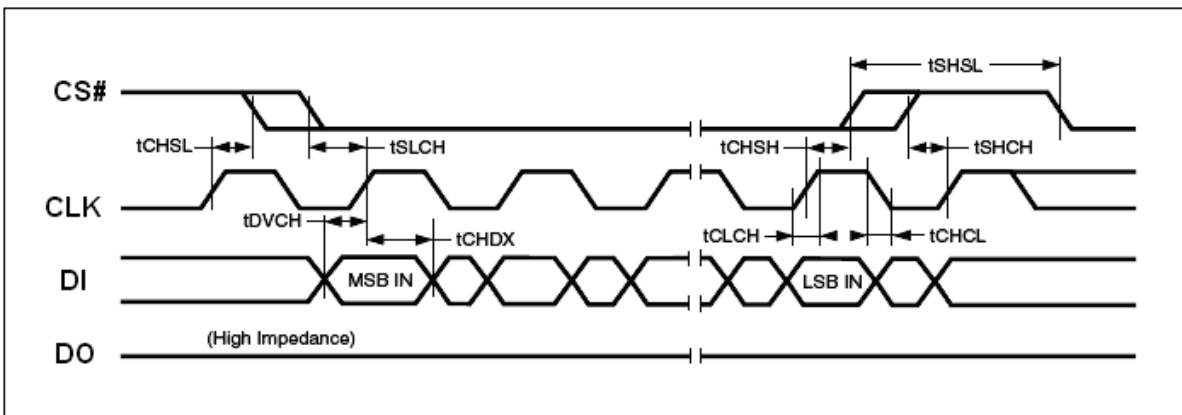 tSHSL
CS#
tCHSL
tSLCH
tCHSH
tSHCH
CLK
tDVCH
tCHDX
tCLCH
tCHCL
DI
MSB IN
LSB IN
(High Impedance)
DO